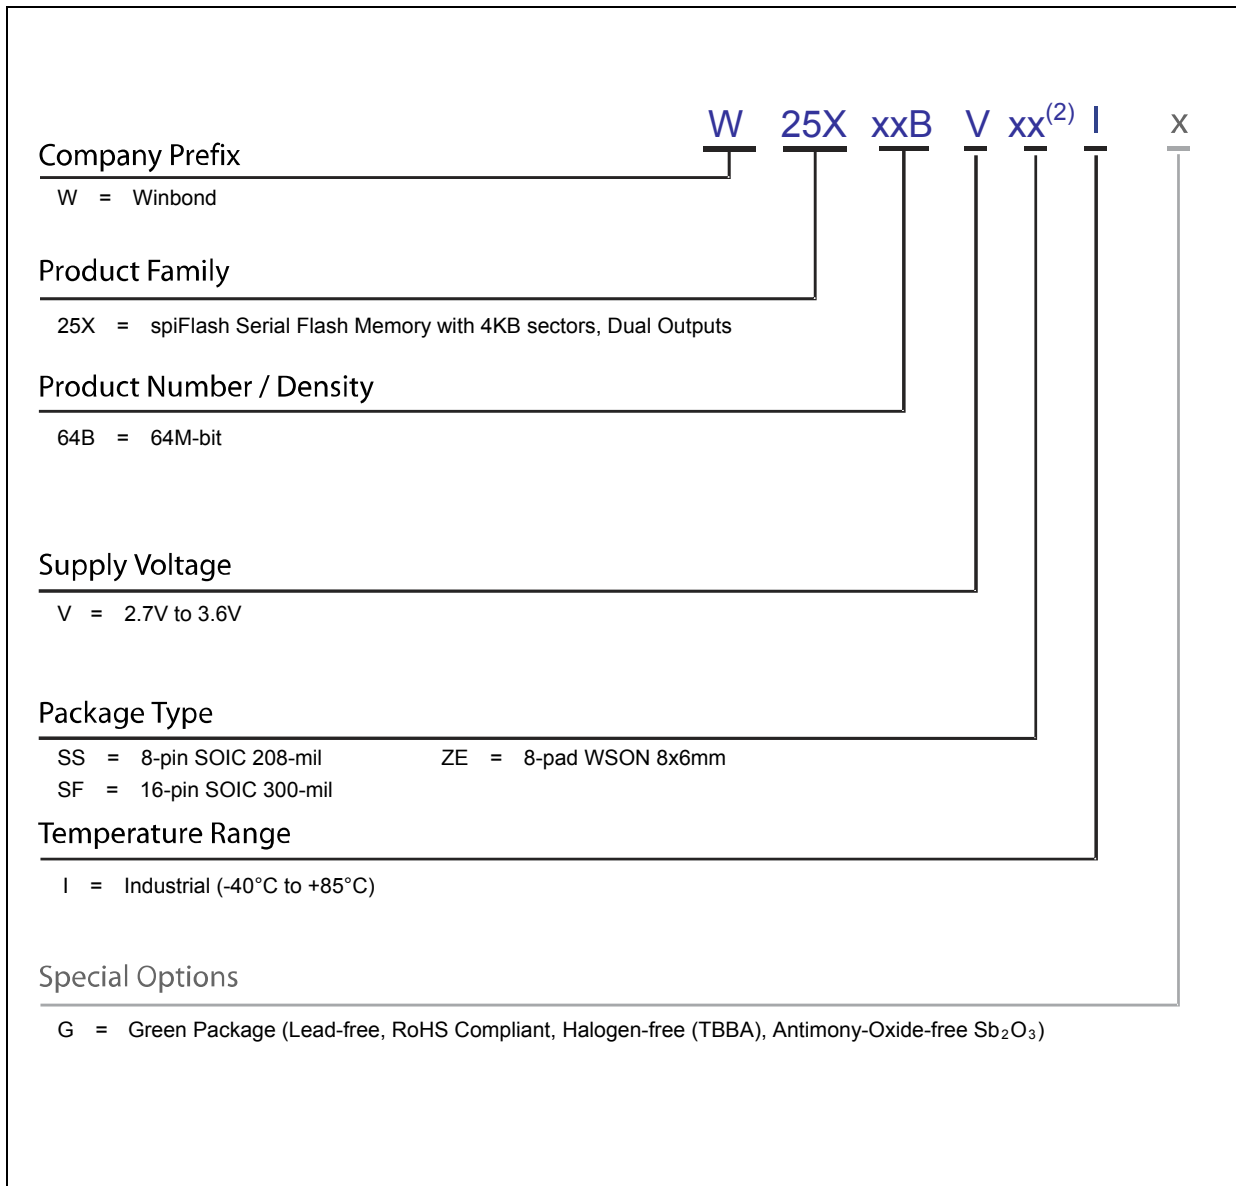 W 25X xxB V xx(2) I x
Company Prefix
W = Winbond
Product Family
25X = spiFlash Serial Flash Memory with 4KB sectors, Dual Outputs
Product Number / Density
64B = 64M-bit
Supply Voltage
V = 2.7V to 3.6V
Package Type
SS = 8-pin SOIC 208-mil ZE = 8-pad WSON 8x6mm
SF = 16-pin SOIC 300-mil
Temperature Range
I = Industrial (-40°C to +85°C)
Special Options
G = Green Package (Lead-free, RoHS Compliant, Halogen-free (TBBA), Antimony-Oxide-free Sb₂O₃)